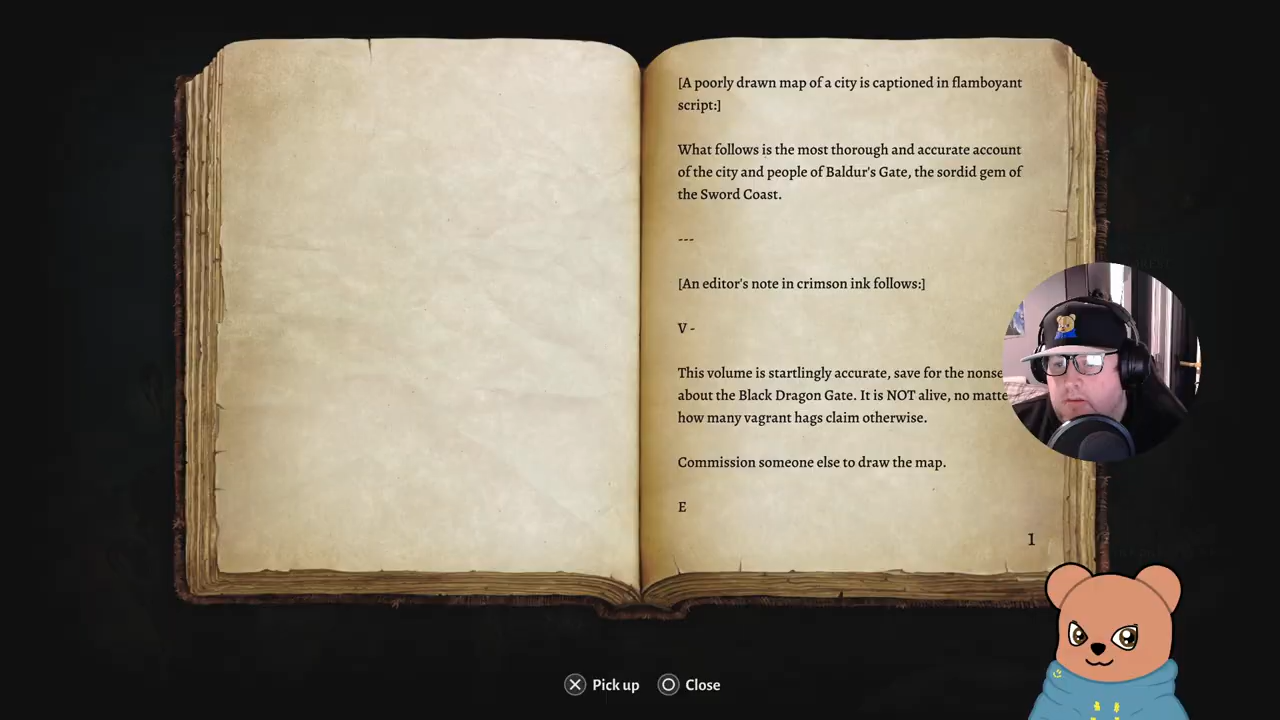 [A poorly drawn map of a city is captioned in flamboyant
script:]
What follows is the most thorough and accurate account
of the city and people of Baldur's Gate, the sordid gem of
the Sword Coast.
---
[An editor's note in crimson ink follows:]
V -
This volume is startlingly accurate, save for the
about the Black Dragon Gate. It is NOT alive, no
how many vagrant hags claim otherwise.
Commission someone else to draw the map.
E
1
Pick up
Close